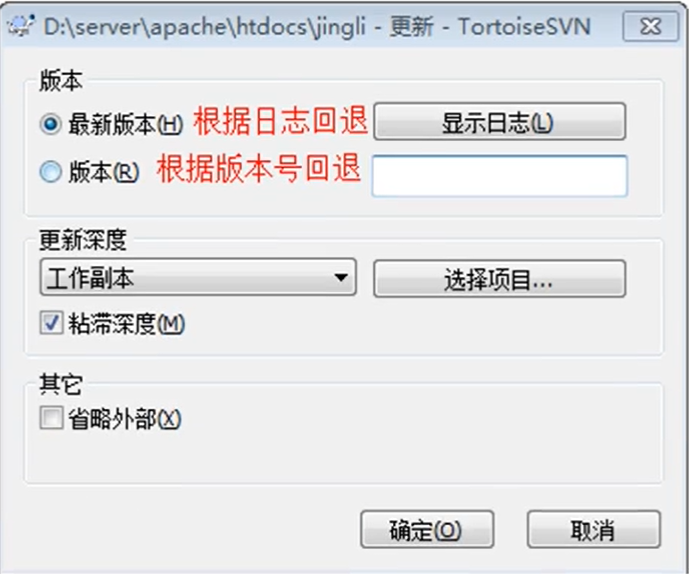 D:\server\apache\htdocs\jingli - 更新 - TortoiseSVN
版本
最新版本(H) 根据日志回退 显示日志(L)
版本(R) 根据版本号回退
更新深度
工作副本 选择项目...
粘滞深度(M)
其它
省略外部(X)
确定(O) 取消